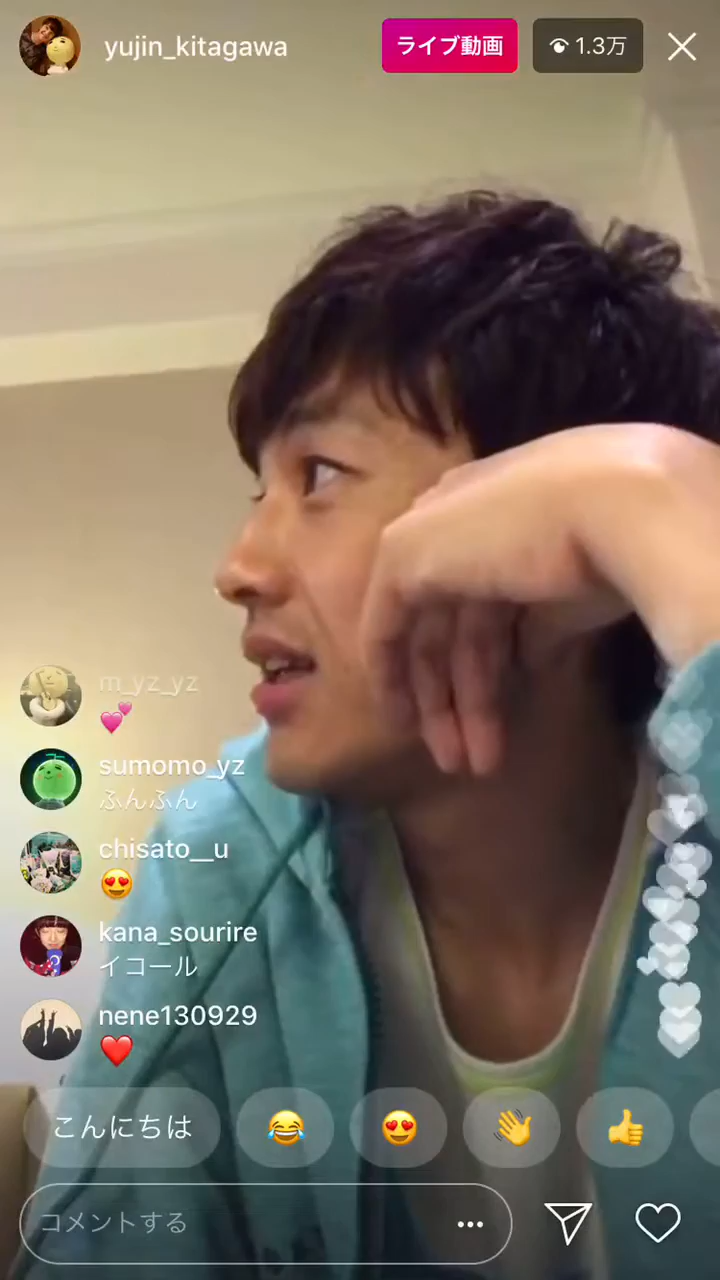 yujin_kitagawa
ライブ動画
1.3万
m_yz_yz
sumomo_yz
ふんふん
chisato__u
kana_sourire
イコール
nene130929
こんにちは
コメントする